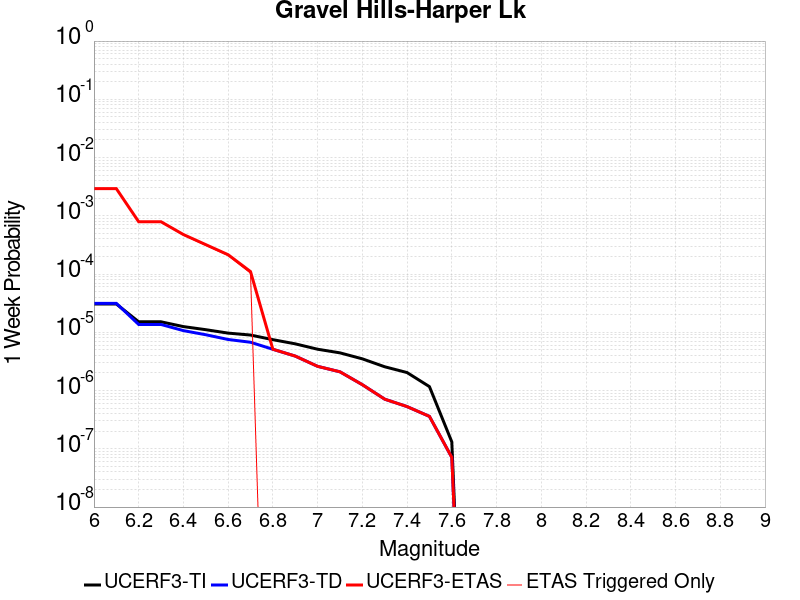 Gravel Hills-Harper Lk
10^0
10^-1
10^-2
10^-3
10^-4
10^-5
10^-6
10^-7
10^-8
1 Week Probability
6 6.2 6.4 6.6 6.8 7 7.2 7.4 7.6 7.8 8 8.2 8.4 8.6 8.8 9
Magnitude
UCERF3-TI UCERF3-TD UCERF3-ETAS ETAS Triggered Only